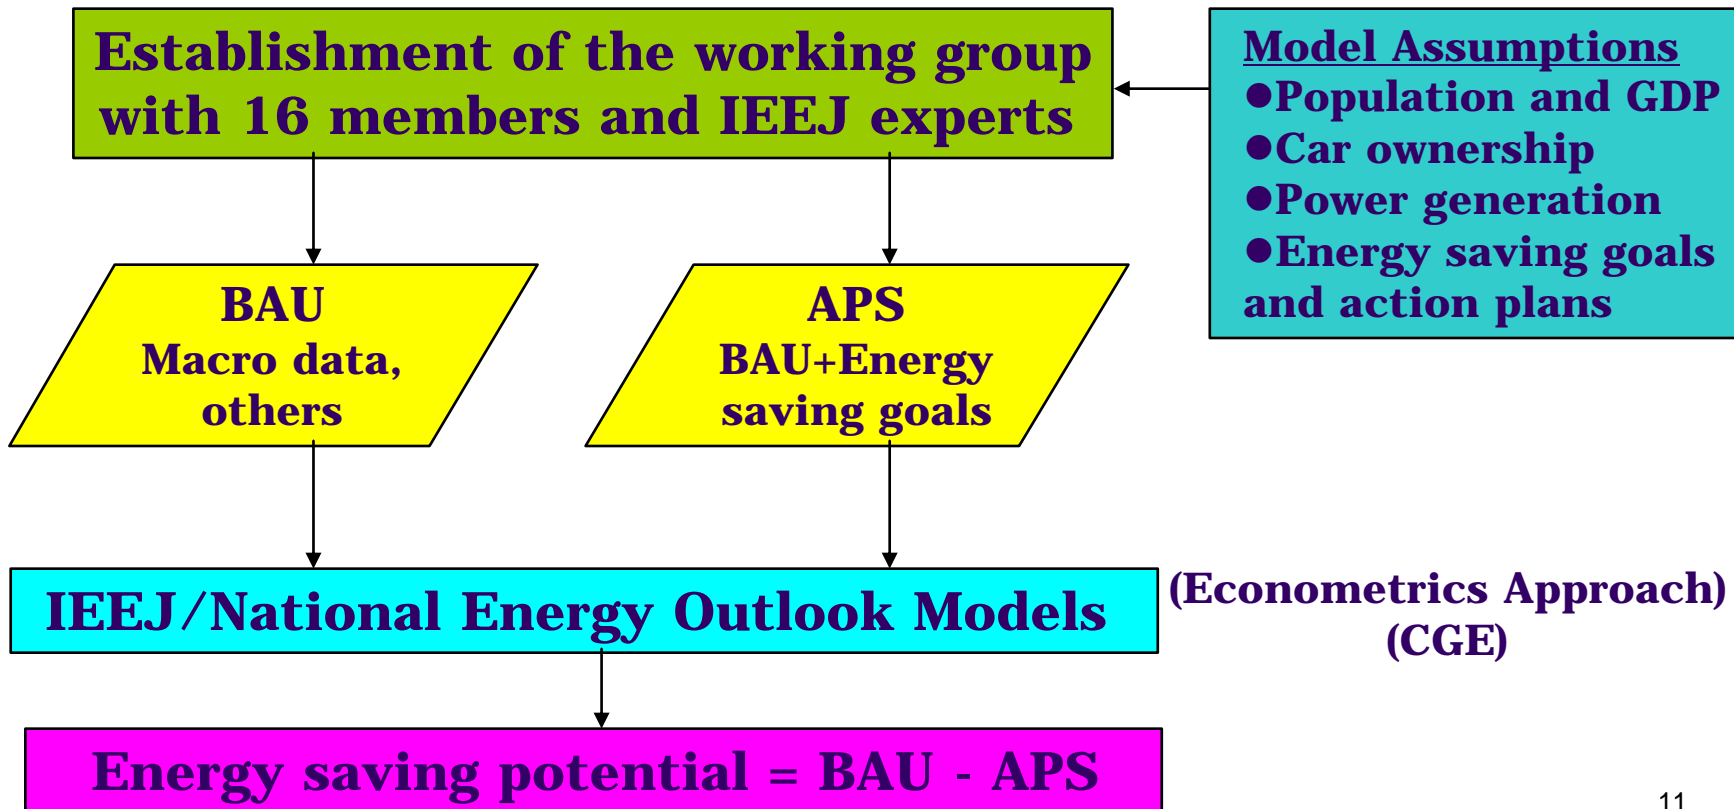 Establishment of the working group
with 16 members and IEEJ experts
Model Assumptions
●Population and GDP
●Car ownership
●Power generation
●Energy saving goals
and action plans
BAU
Macro data,
others
APS
BAU+Energy
saving goals
IEEJ/National Energy Outlook Models
(Econometrics Approach)
(CGE)
Energy saving potential = BAU - APS
11